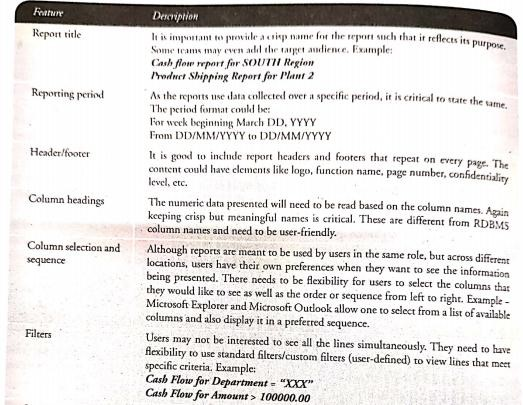 Feature Description
Report title It is important to provide a crisp name for the report such that it reflects its purpose.
Some teams may even add the target audience. Example:
Cash flow report for SOUTH Region
Product Shipping Report for Plant 2
Reporting period As the reports use data collected over a specific period, it is critical to state the same.
The period format could be:
For week beginning March DD, YYYY
From DD/MM/YYYY to DD/MM/YYYY
Header/footer It is good to include report headers and footers that repeat on every page. The
content could have elements like logo, function name, page number, confidentiality
level, etc.
Column headings The numeric data presented will need to be read based on the column names. Again
keeping crisp but meaningful names is critical. These are different from RDBMS
column names and need to be user-friendly.
Column selection and Although reports are meant to be used by users in the same role, but across different
sequence locations, users have their own preferences when they want to see the information
being presented. There needs to be flexibility for users to select the columns that
they would like to see as well as the order or sequence from left to right. Example –
Microsoft Explorer and Microsoft Outlook allow one to select from a list of available
columns and also display it in a preferred sequence.
Filters Users may not be interested to see all the lines simultaneously. They need to have
flexibility to use standard filters/custom filters (user-defined) to view lines that meet
specific criteria. Example:
Cash Flow for Department = "XXX"
Cash Flow for Amount > 100000.00